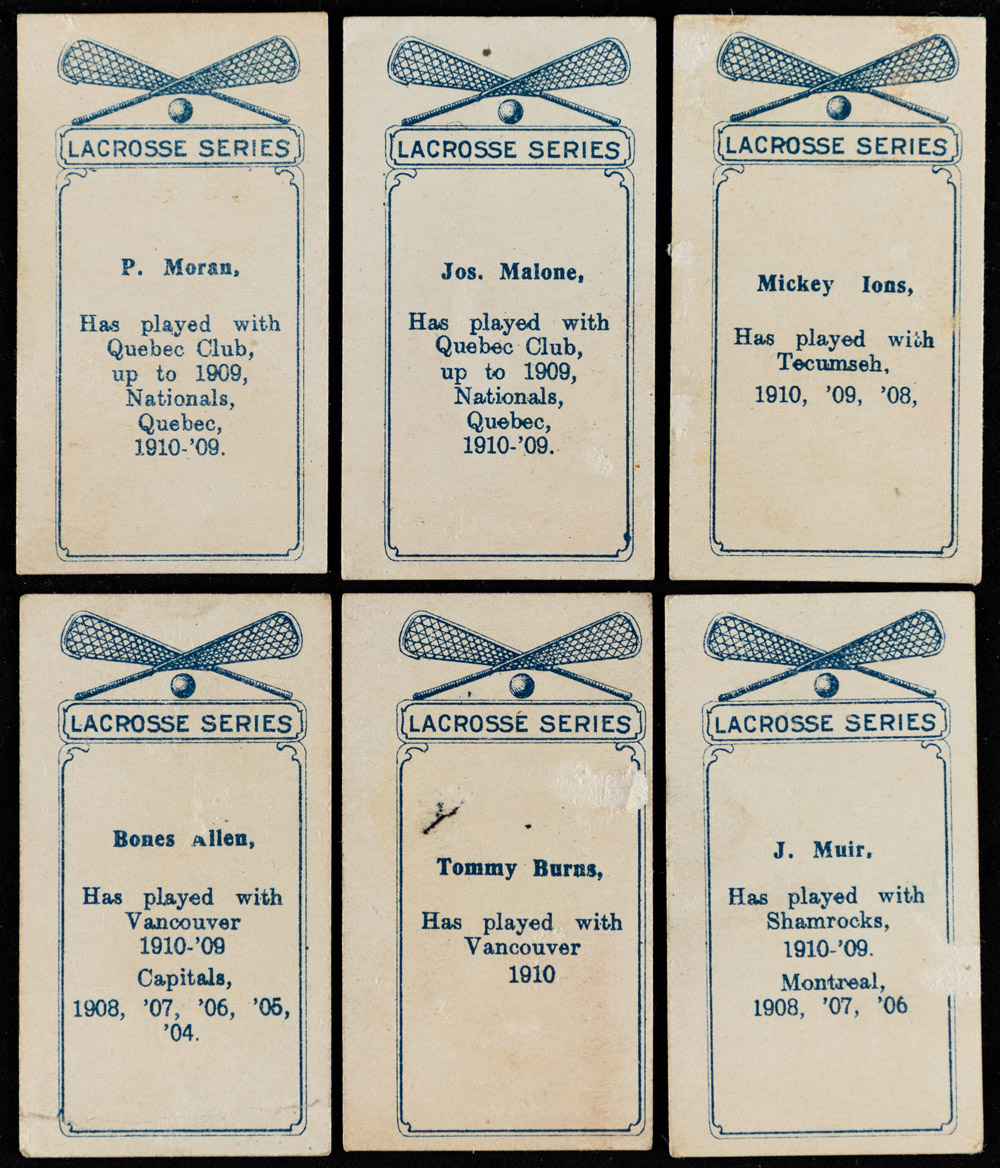 LACROSSE SERIES
P. Moran,
Has played with
Quebec Club,
up to 1909,
Nationals,
Quebec,
1910-'09.
LACROSSE SERIES
Jos. Malone,
Has played with
Quebec Club,
up to 1909,
Nationals,
Quebec,
1910-'09.
LACROSSE SERIES
Mickey Ions,
Has played with
Tecumseh,
1910, '09, '08,
LACROSSE SERIES
Bones Allen,
Has played with
Vancouver
1910-'09
Capitals,
1908, '07, '06, '05,
'04.
LACROSSE SERIES
Tommy Burns,
Has played with
Vancouver
1910
LACROSSE SERIES
J. Muir,
Has played with
Shamrocks,
1910-'09.
Montreal,
1908, '07, '06